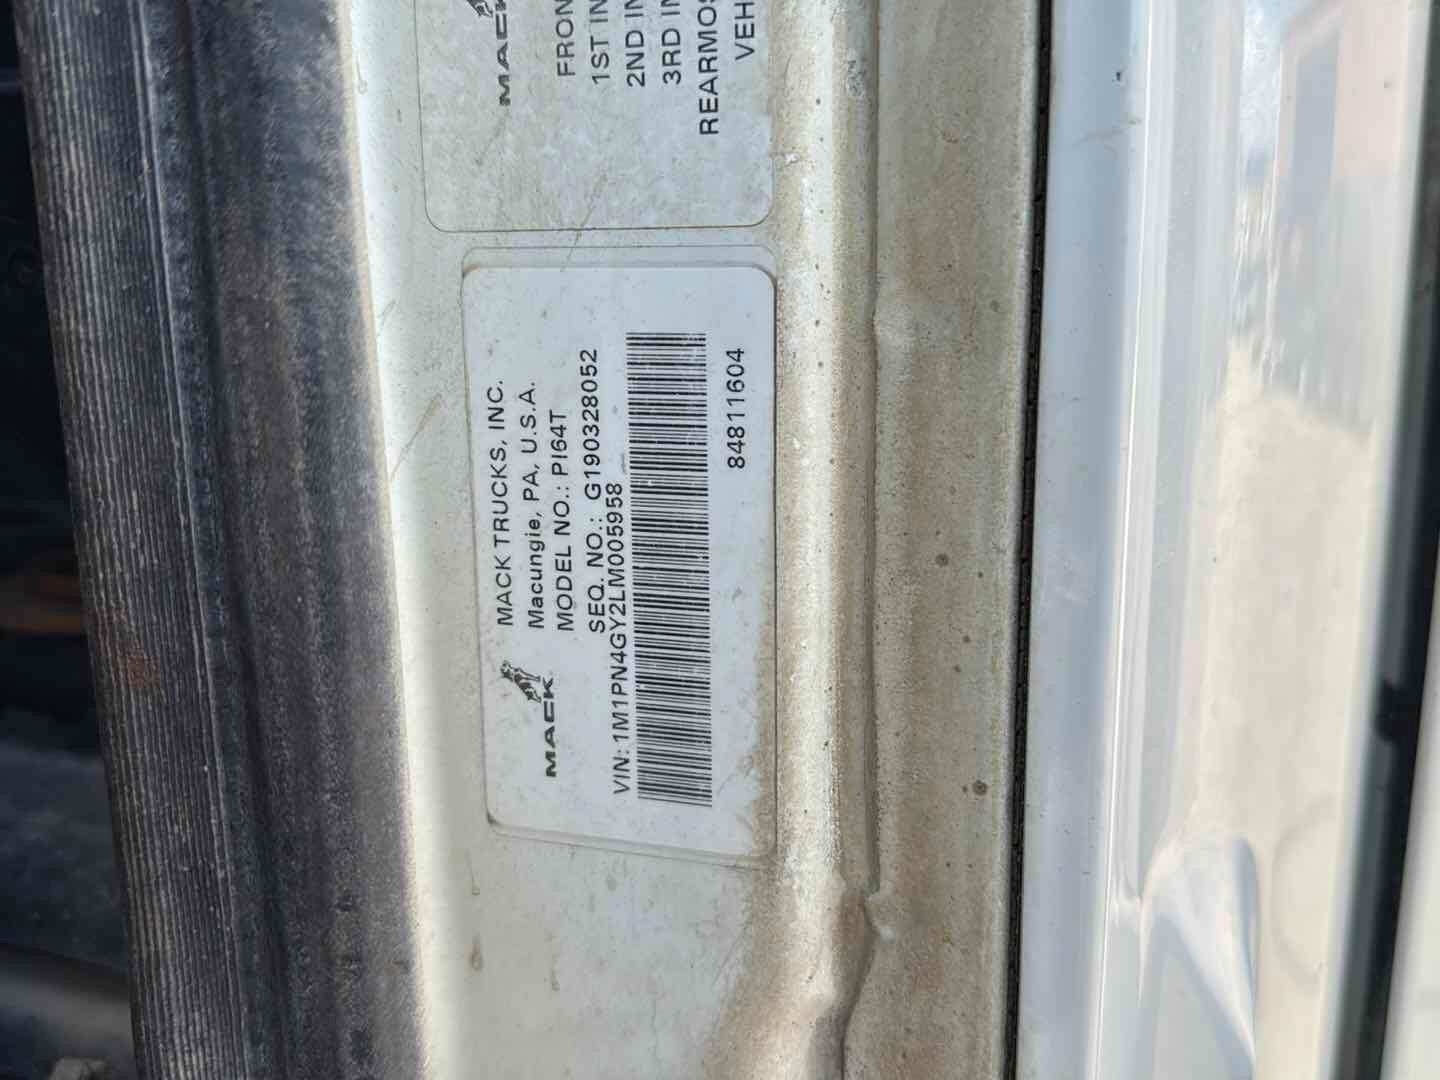 MACK
FRON
1ST IN
2ND IN
3RD IN
REARMOS
VEH
MACK
MACK TRUCKS, INC.
Macungie, PA, U.S.A.
MODEL NO.: PI64T
SEQ. NO.: G190328052
VIN: 1M1PN4GY2LM005958
84811604